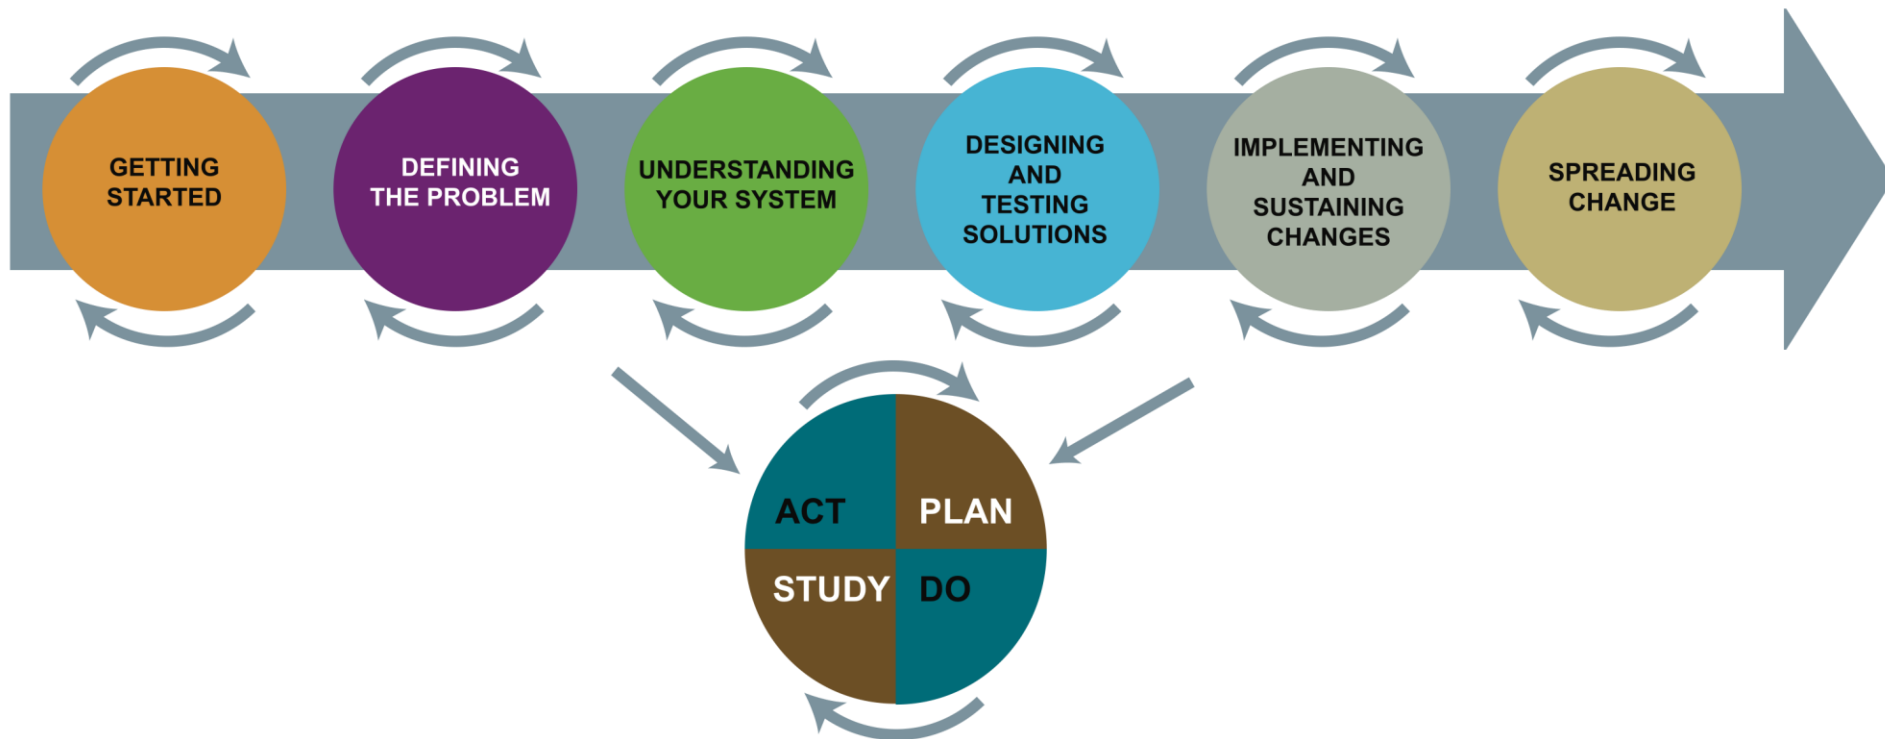 GETTING
STARTED
DEFINING
THE PROBLEM
UNDERSTANDING
YOUR SYSTEM
DESIGNING
AND
TESTING
SOLUTIONS
IMPLEMENTING
AND
SUSTAINING
CHANGES
SPREADING
CHANGE
ACT
PLAN
STUDY
DO